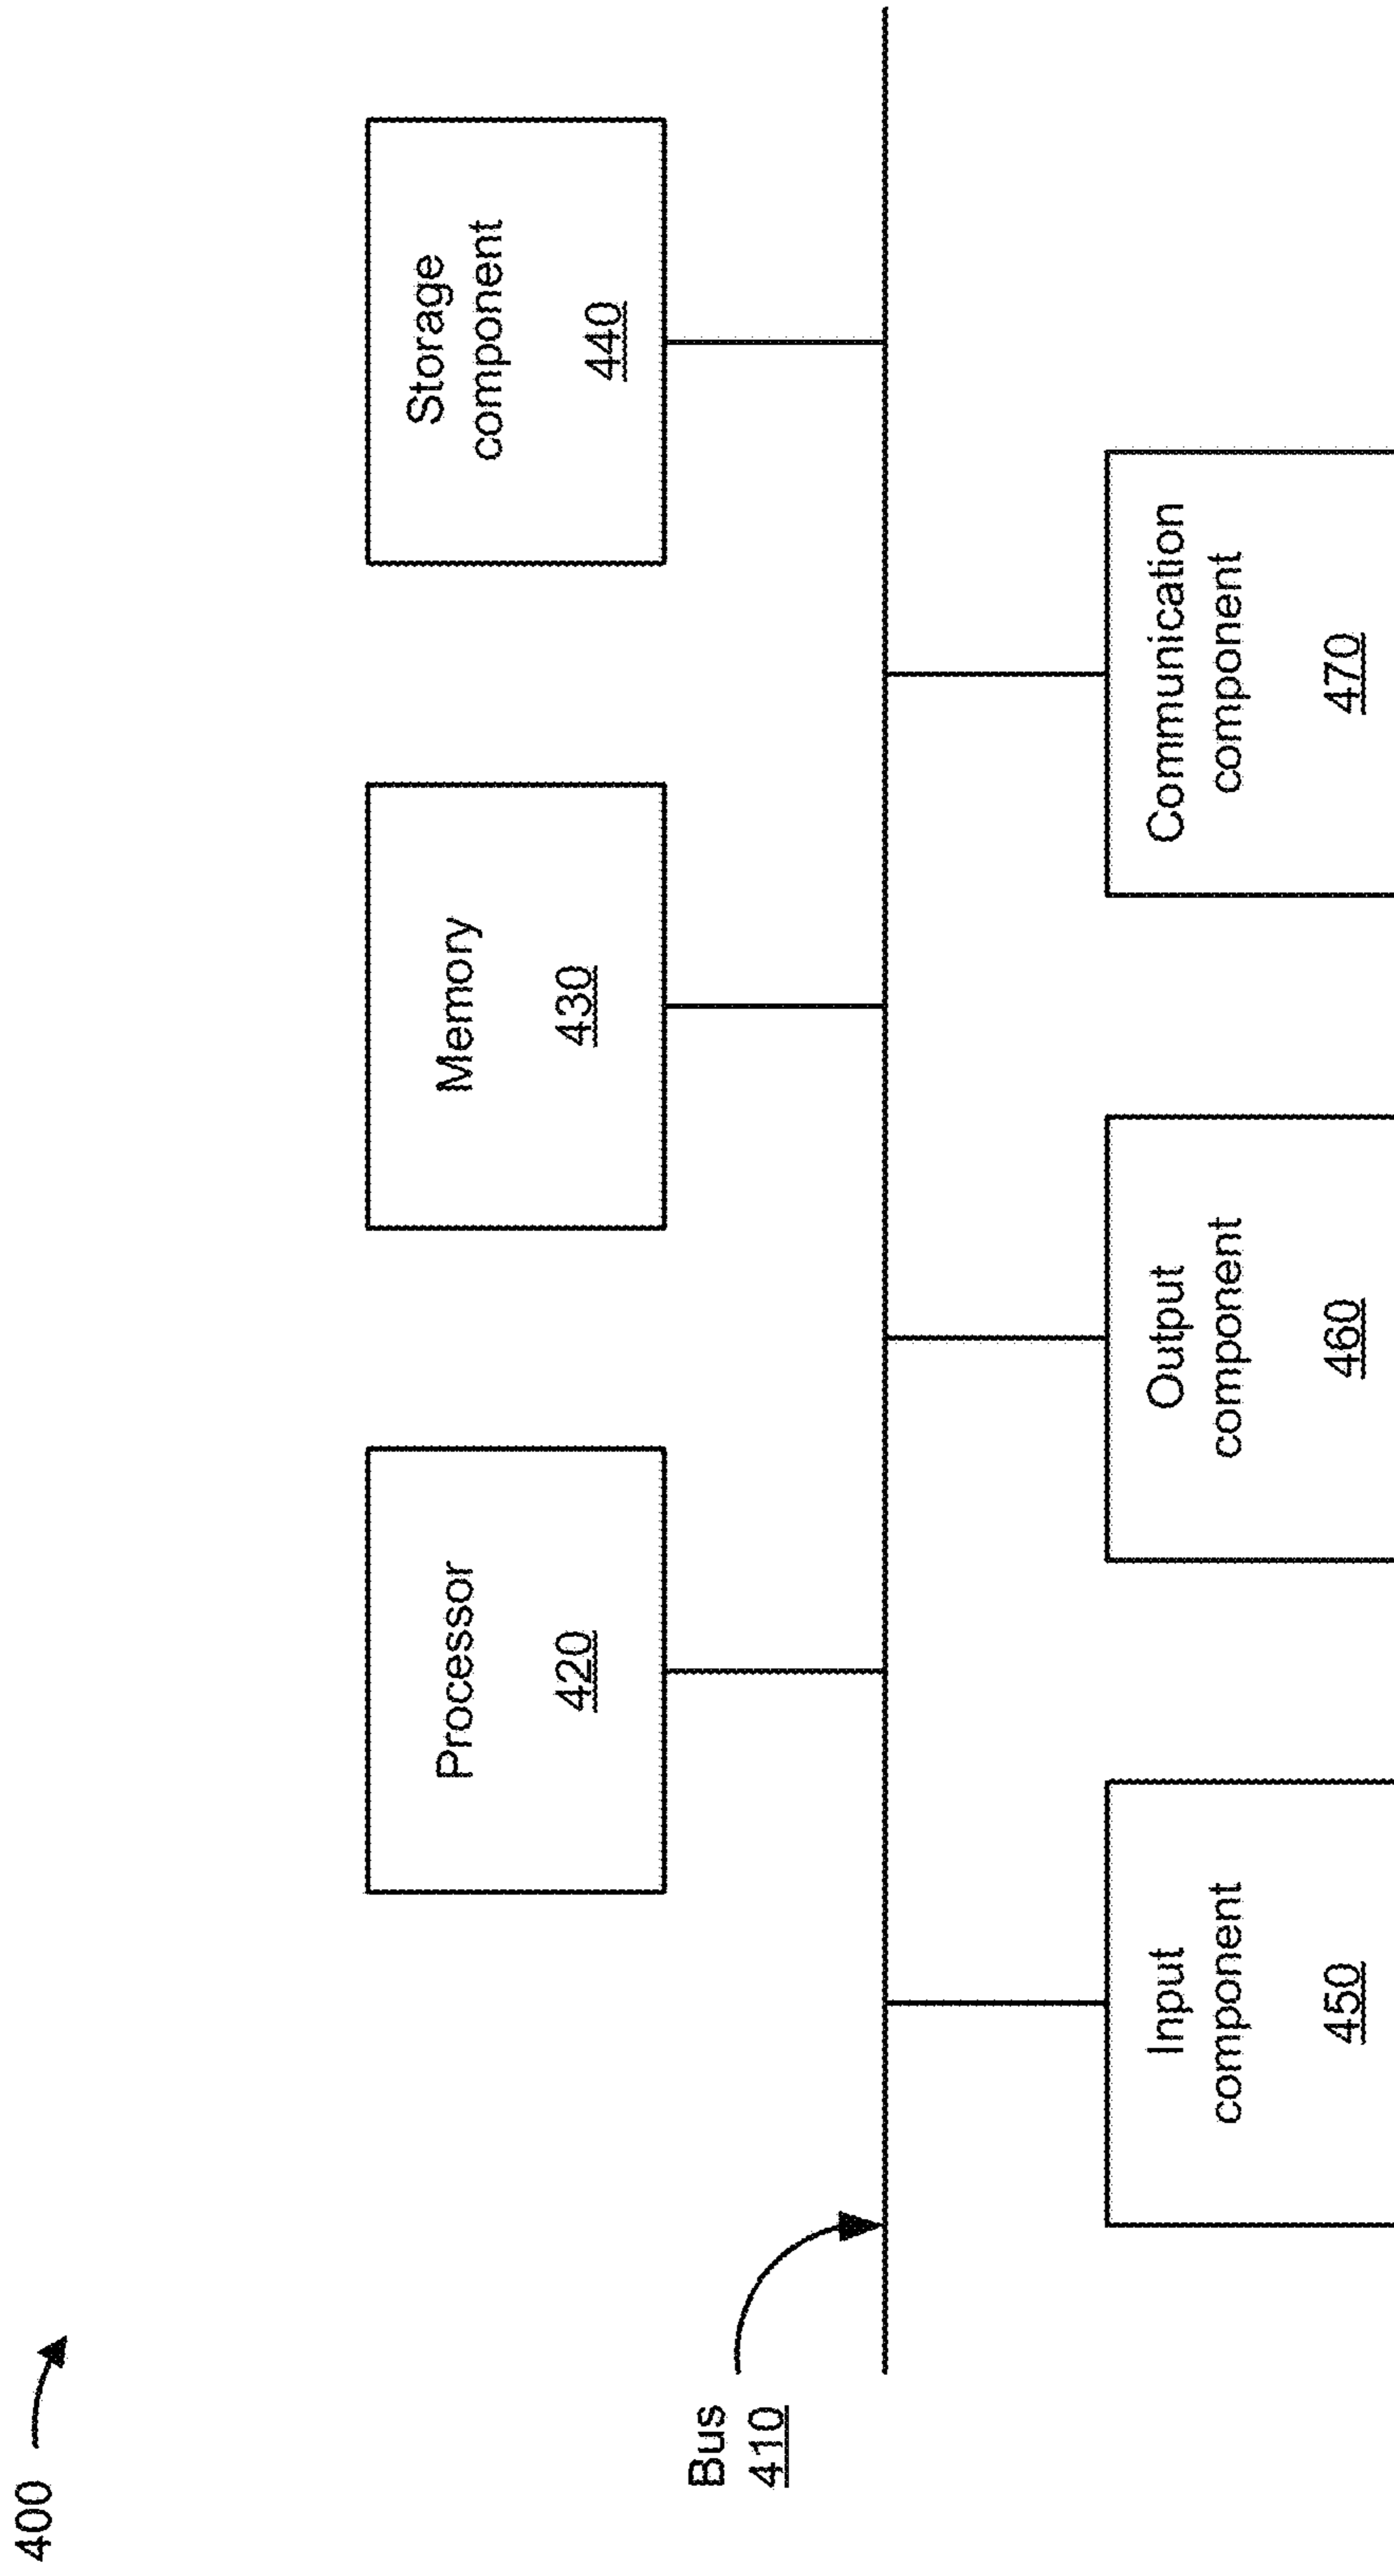 400
Processor
420
Memory
430
Storage
component
440
Bus
410
Input
component
450
Output
component
460
Communication
component
470